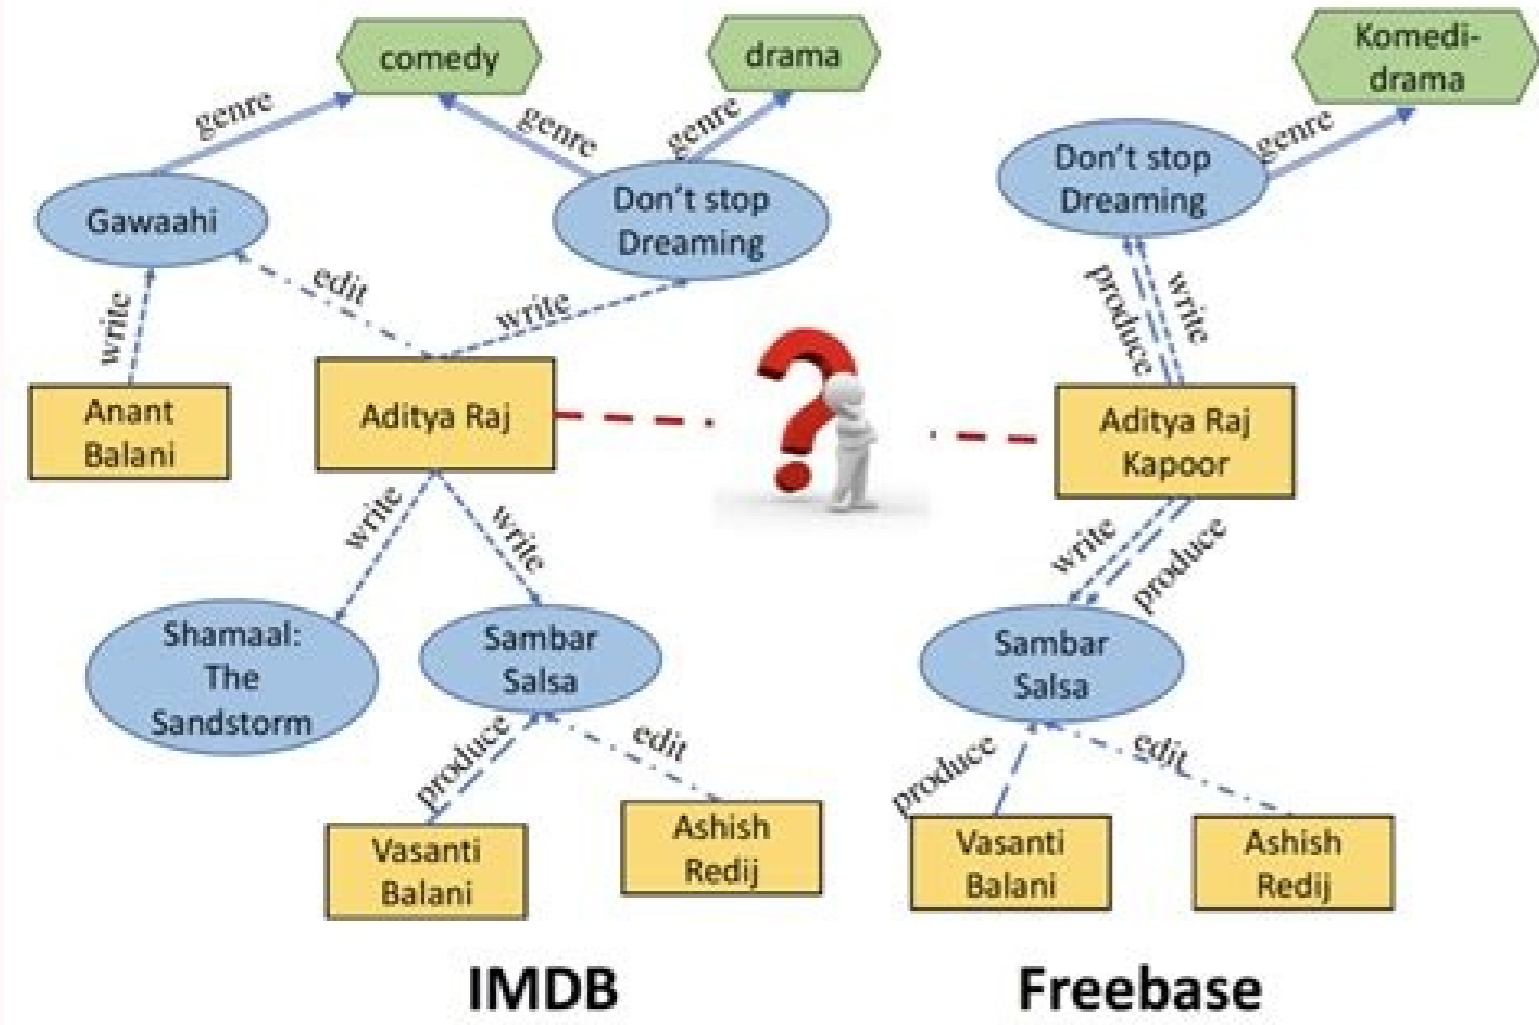 comedy
drama
Komedi-
drama
genre
genre
genre
genre
Gawaahi
Don't stop
Dreaming
Don't stop
Dreaming
write
edit
write
produce
write
Anant
Balani
Aditya Raj
Aditya Raj
Kapoor
write
write
write
produce
Shamaal:
The
Sandstorm
Sambar
Salsa
Sambar
Salsa
produce
edit
produce
edit
Vasanti
Balani
Ashish
Redij
Vasanti
Balani
Ashish
Redij
IMDB
Freebase